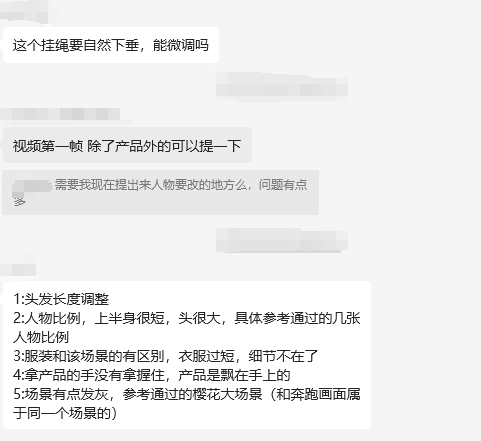 这个挂绳要自然下垂，能微调吗
视频第一帧 除了产品外的可以提一下
需要我现在提出来人物要改的地方么，问题有点
多
1:头发长度调整
2:人物比例，上半身很短，头很大，具体参考通过的几张
人物比例
3:服装和该场景的有区别，衣服过短，细节不在了
4:拿产品的手没有拿握住，产品是飘在手上的
5:场景有点发灰，参考通过的樱花大场景（和奔跑画面属
于同一个场景的）